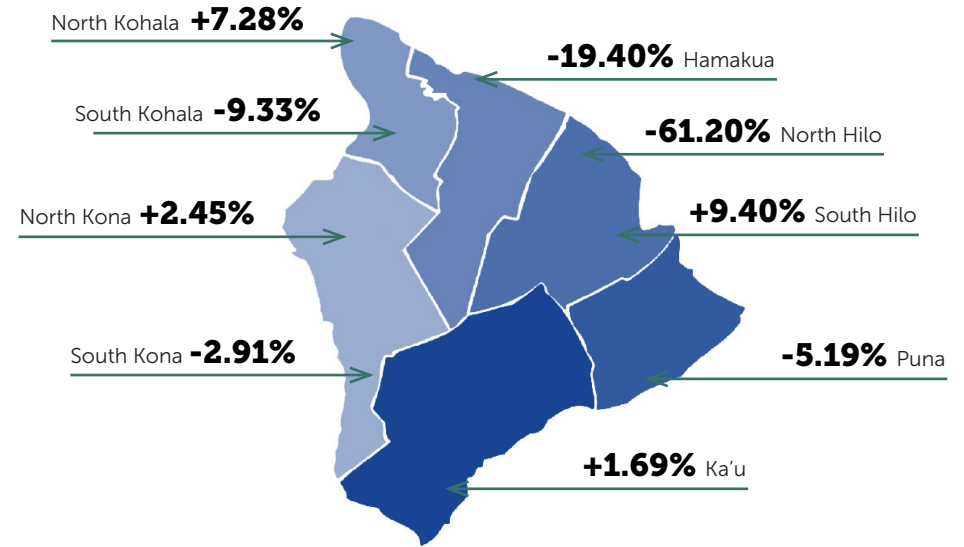 North Kohala +7.28%
-19.40% Hamakua
South Kohala -9.33%
-61.20% North Hilo
North Kona +2.45%
+9.40% South Hilo
South Kona -2.91%
-5.19% Puna
+1.69% Ka’u